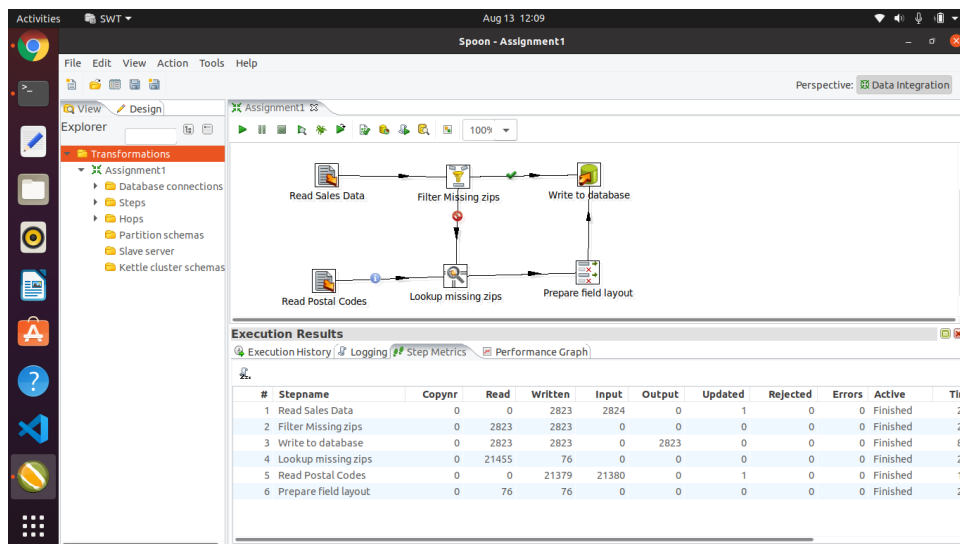 Activities SWT Aug 13 12:09
Spoon - Assignment1
File Edit View Action Tools Help
Perspective: Data Integration
View Design
Assignment1
Explorer
100%
Transformations
Assignment1
Database connections
Steps
Hops
Partition schemas
Slave server
Kettle cluster schemas
Read Sales Data
Filter Missing zips
Write to database
Read Postal Codes
Lookup missing zips
Prepare field layout
Execution Results
Execution History Logging Step Metrics Performance Graph
# Stepname Copynr Read Written Input Output Updated Rejected Errors Active Ti
1 Read Sales Data 0 0 2823 2824 0 1 0 0 Finished 2
2 Filter Missing zips 0 2823 2823 0 0 0 0 0 Finished 2
3 Write to database 0 2823 2823 0 2823 0 0 0 Finished 8
4 Lookup missing zips 0 21455 76 0 0 0 0 0 Finished 2
5 Read Postal Codes 0 0 21379 21380 0 1 0 0 Finished 1
6 Prepare field layout 0 76 76 0 0 0 0 0 Finished 2